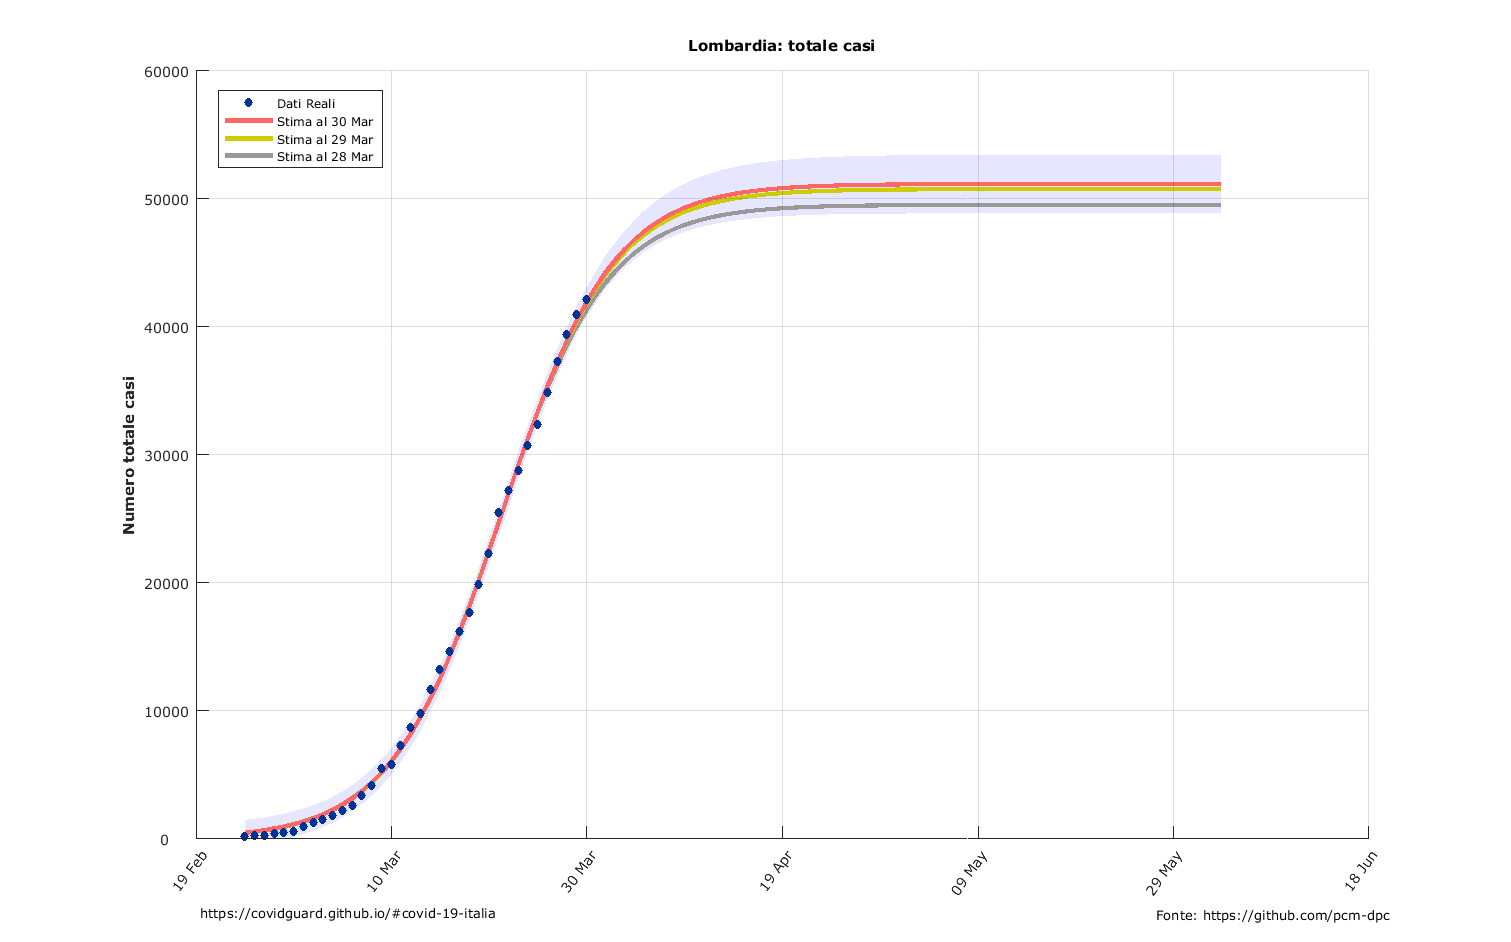 Lombardia: totale casi
60000
50000
40000
30000
20000
10000
0
Numero totale casi
Dati Reali
Stima al 30 Mar
Stima al 29 Mar
Stima al 28 Mar
19 Feb
10 Mar
30 Mar
19 Apr
09 May
29 May
18 Jun
https://covidguard.github.io/#covid-19-italia
Fonte: https://github.com/pcm-dpc